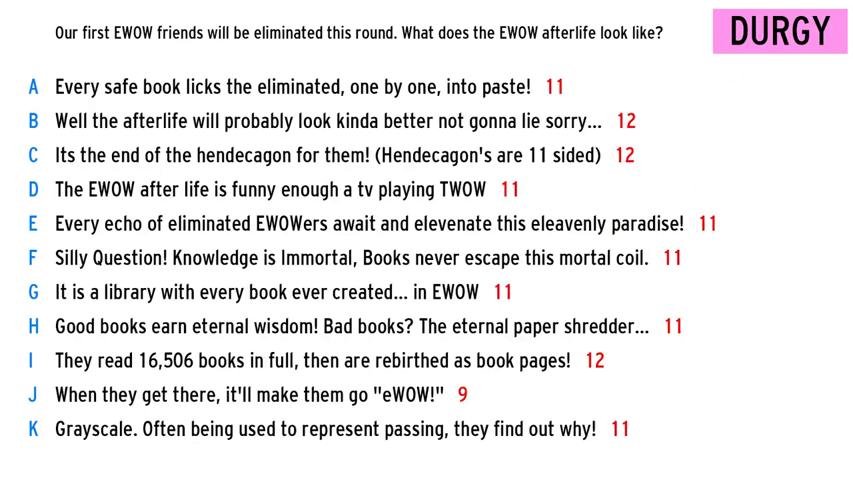 Our first EWOW friends will be eliminated this round. What does the EWOW afterlife look like?
DURGY
A Every safe book licks the eliminated, one by one, into paste! 11
B Well the afterlife will probably look kinda better not gonna lie sorry... 12
C Its the end of the hendecagon for them! (Hendecagon's are 11 sided) 12
D The EWOW after life is funny enough a tv playing TWOW 11
E Every echo of eliminated EWOWers await and elevenate this eleavenly paradise! 11
F Silly Question! Knowledge is Immortal, Books never escape this mortal coil. 11
G It is a library with every book ever created... in EWOW 11
H Good books earn eternal wisdom! Bad books? The eternal paper shredder... 11
I They read 16,506 books in full, then are rebirthed as book pages! 12
J When they get there, it'll make them go "eWOW!" 9
K Grayscale. Often being used to represent passing, they find out why! 11